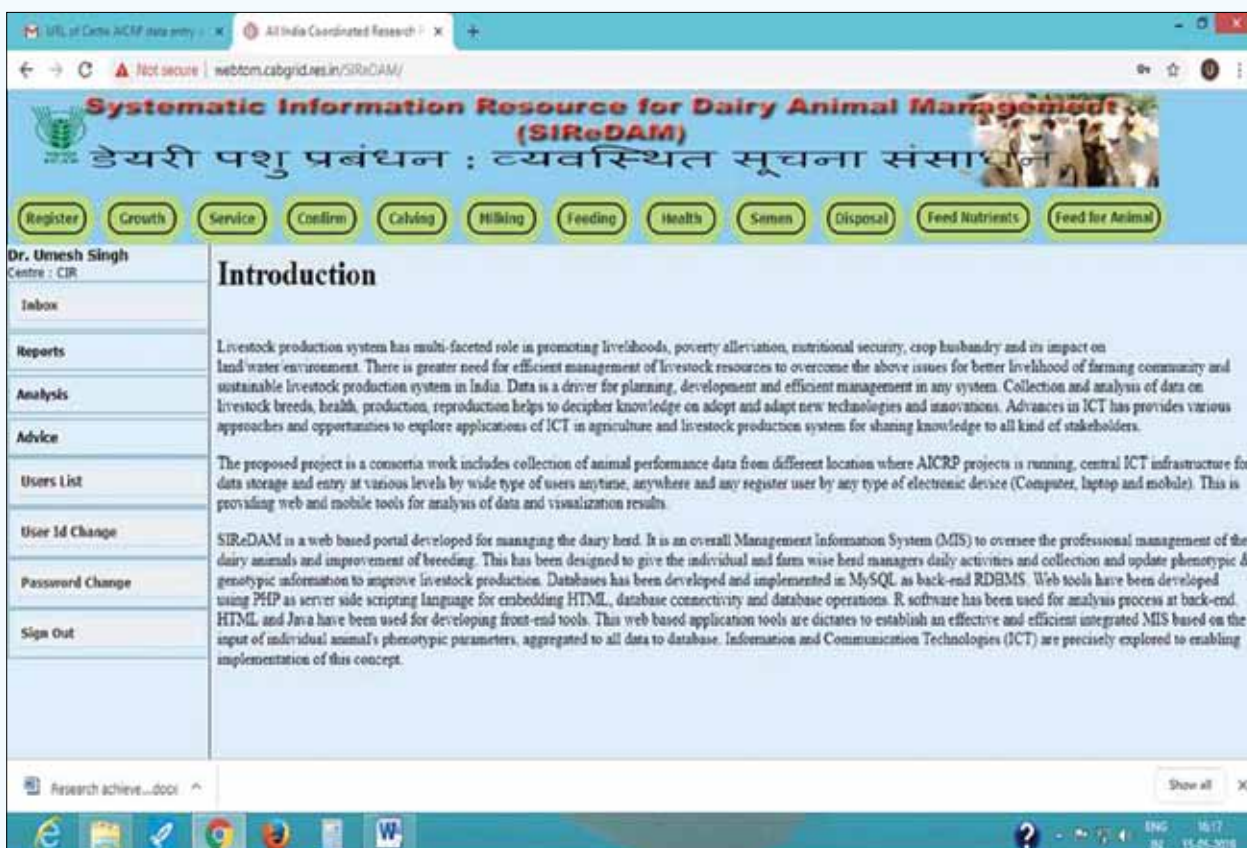 All India Coordinated Research
Not secure | webtom.cabgrid.res.in/SIReDAM/
Systematic Information Resource for Dairy Animal Management
(SIReDAM)
डेयरी पशु प्रबंधन : व्यवस्थित सूचना संसाधन
Register Growth Service Confirm Calving Milking Feeding Health Semen Disposal Feed Nutrients Feed for Animal
Dr. Umesh Singh
Centre : CIR
Inbox
Reports
Analysis
Advice
Users List
User Id Change
Password Change
Sign Out
Introduction
Livestock production system has multi-faceted role in promoting livelihoods, poverty alleviation, nutritional security, crop husbandry and its impact on
land/water environment. There is greater need for efficient management of livestock resources to overcome the above issues for better livlihood of farming community and
sustainable livestock production system in India. Data is a driver for planning, development and efficient management in any system. Collection and analysis of data on
livestock breeds, health, production, reproduction helps to decipher knowledge on adopt and adapt new technologies and innovations. Advances in ICT has provides various
approaches and opportunities to explore applications of ICT in agriculture and livestock production system for sharing knowledge to all kind of stakeholders.
The proposed project is a consortia work includes collection of animal performance data from different location where AICRP projects is running, central ICT infrastructure for
data storage and entry at various levels by wide type of users anytime, anywhere and any register user by any type of electronic device (Computer, laptop and mobile). This is
providing web and mobile tools for analysis of data and visualization results.
SIReDAM is a web based portal developed for managing the dairy herd. It is an overall Management Information System (MIS) to oversee the professional management of the
dairy animals and improvement of breeding. This has been designed to give the individual and farm wise herd managers daily activities and collection and update phenotypic &
genotypic information to improve livestock production. Databases has been developed and implemented in MySQL as back-end RDBMS. Web tools have been developed
using PHP as server side scripting language for embedding HTML, database connectivity and database operations. R software has been used for analysis process at back-end.
HTML and Java have been used for developing front-end tools. This web based application tools are dictates to establish an effective and efficient integrated MIS based on the
input of individual animal's phenotypic parameters, aggregated to all data to database. Information and Communication Technologies (ICT) are precisely explored to enabling
implementation of this concept.
Research achieve...docx
Show all
ENG 16:17
IN 15-05-2019